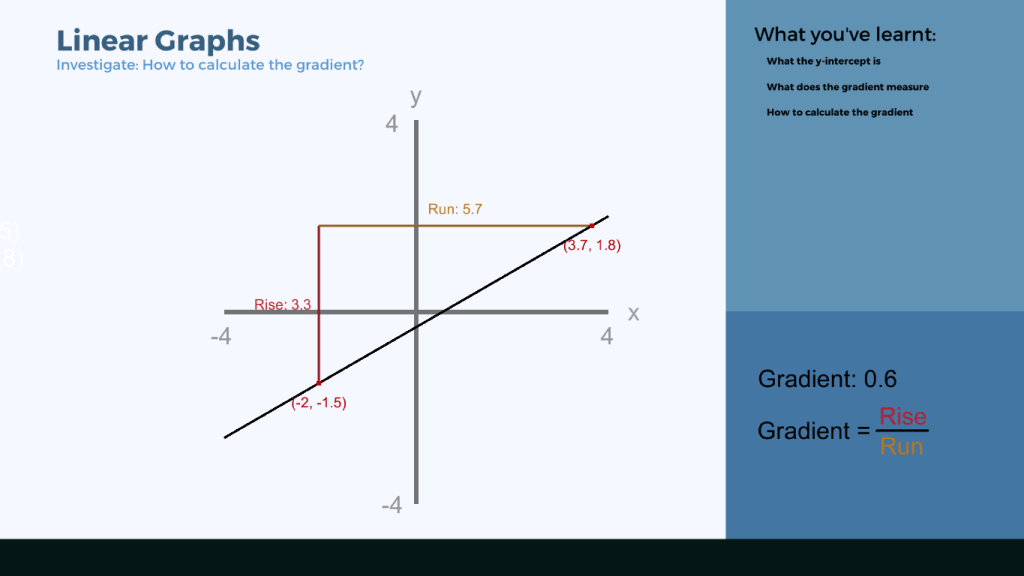 Linear Graphs
Investigate: How to calculate the gradient?
y
4
Run: 5.7
(3.7, 1.8)
5)
8)
Rise: 3.3
x
-4
4
(-2, -1.5)
-4
What you've learnt:
What the y-intercept is
What does the gradient measure
How to calculate the gradient
Gradient: 0.6
Gradient = Rise
Run